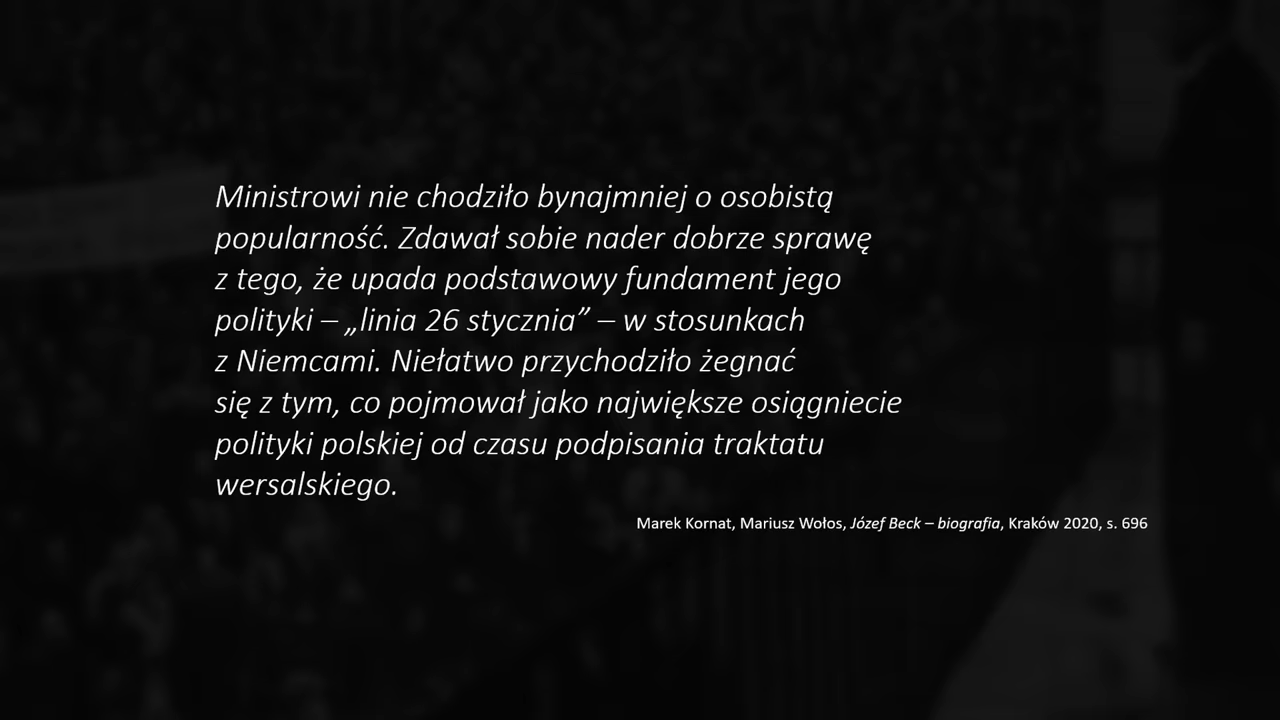 Ministrowi nie chodziło bynajmniej o osobistą
popularność. Zdawał sobie nader dobrze sprawę
z tego, że upada podstawowy fundament jego
polityki – „linia 26 stycznia” – w stosunkach
z Niemcami. Niełatwo przychodziło żegnać
się z tym, co pojmował jako największe osiągniecie
polityki polskiej od czasu podpisania traktatu
wersalskiego.
Marek Kornat, Mariusz Wołos, Józef Beck – biografia, Kraków 2020, s. 696